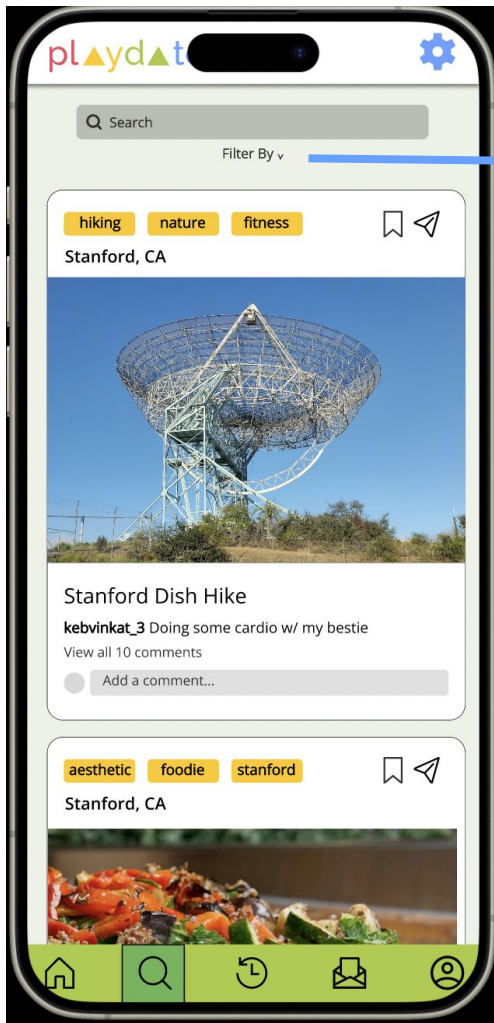 playdat
Search
Filter By v
hiking nature fitness
Stanford, CA
Stanford Dish Hike
kebvinkat_3 Doing some cardio w/ my bestie
View all 10 comments
Add a comment...
aesthetic foodie stanford
Stanford, CA